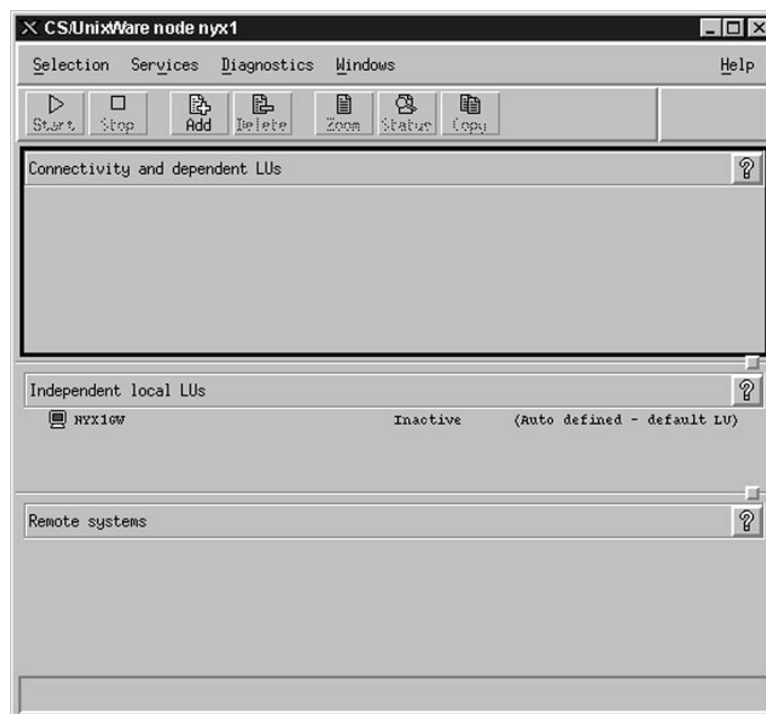 CS/UnixWare node nyx1
Selection Services Diagnostics Windows Help
Start Stop Add Delete Zoom Status Copy
Connectivity and dependent LUs
Independent local LUs
NYX1GW Inactive (Auto defined - default LU)
Remote systems